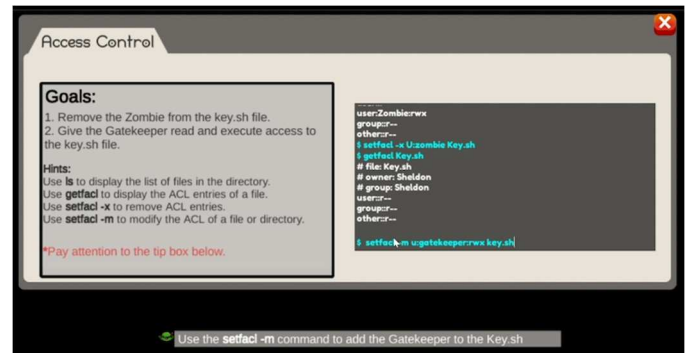 Access Control
Goals:
1. Remove the Zombie from the key.sh file.
2. Give the Gatekeeper read and execute access to
the key.sh file.
Hints:
Use ls to display the list of files in the directory.
Use getfacl to display the ACL entries of a file.
Use setfacl -x to remove ACL entries.
Use setfacl -m to modify the ACL of a file or directory.
*Pay attention to the tip box below.
user:Zombie:rwx
group::r--
other::r--
$ setfacl -x U:zombie Key.sh
$ getfacl Key.sh
# file: Key.sh
# owner: Sheldon
# group: Sheldon
user::r--
group::r--
other::r--
$ setfacl -m u:gatekeeper:rwx key.sh
Use the setfacl -m command to add the Gatekeeper to the Key.sh